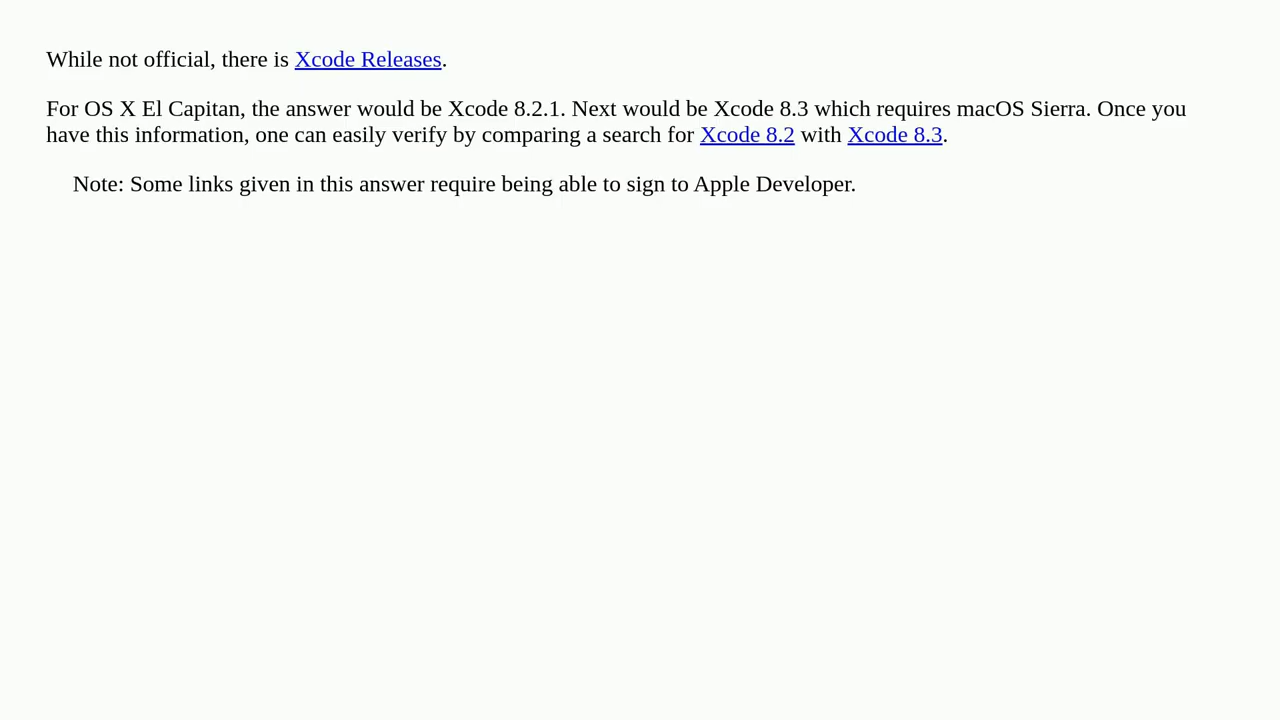 While not official, there is Xcode Releases.
For OS X El Capitan, the answer would be Xcode 8.2.1. Next would be Xcode 8.3 which requires macOS Sierra. Once you
have this information, one can easily verify by comparing a search for Xcode 8.2 with Xcode 8.3.
Note: Some links given in this answer require being able to sign to Apple Developer.